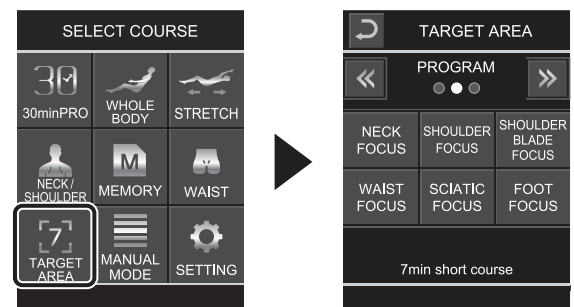 SELECT COURSE
30
30minPRO
WHOLE
BODY
STRETCH
NECK /
SHOULDER
M
MEMORY
WAIST
7
TARGET
AREA
MANUAL
MODE
SETTING
TARGET AREA
PROGRAM
NECK
FOCUS
SHOULDER
FOCUS
SHOULDER
BLADE
FOCUS
WAIST
FOCUS
SCIATIC
FOCUS
FOOT
FOCUS
7min short course